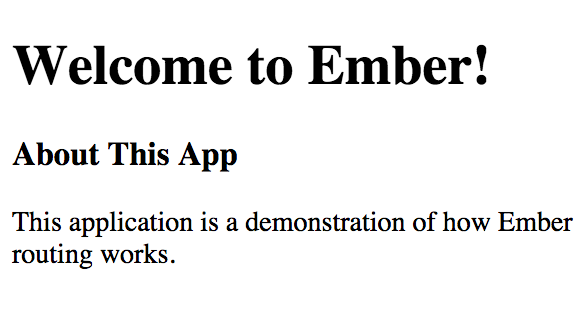 Welcome to Ember!
About This App
This application is a demonstration of how Ember
routing works.